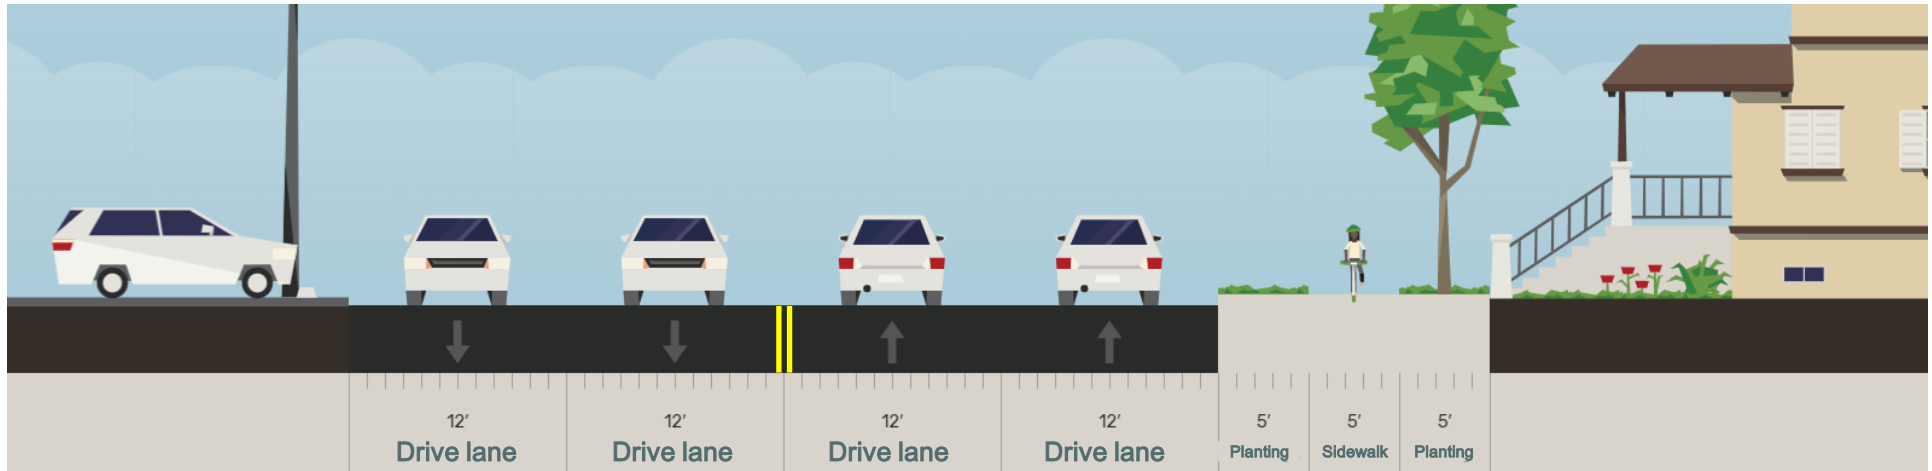 12′ 12′ 12′ 12′ 5′ 5′ 5′
Drive lane Drive lane Drive lane Drive lane Planting Sidewalk Planting